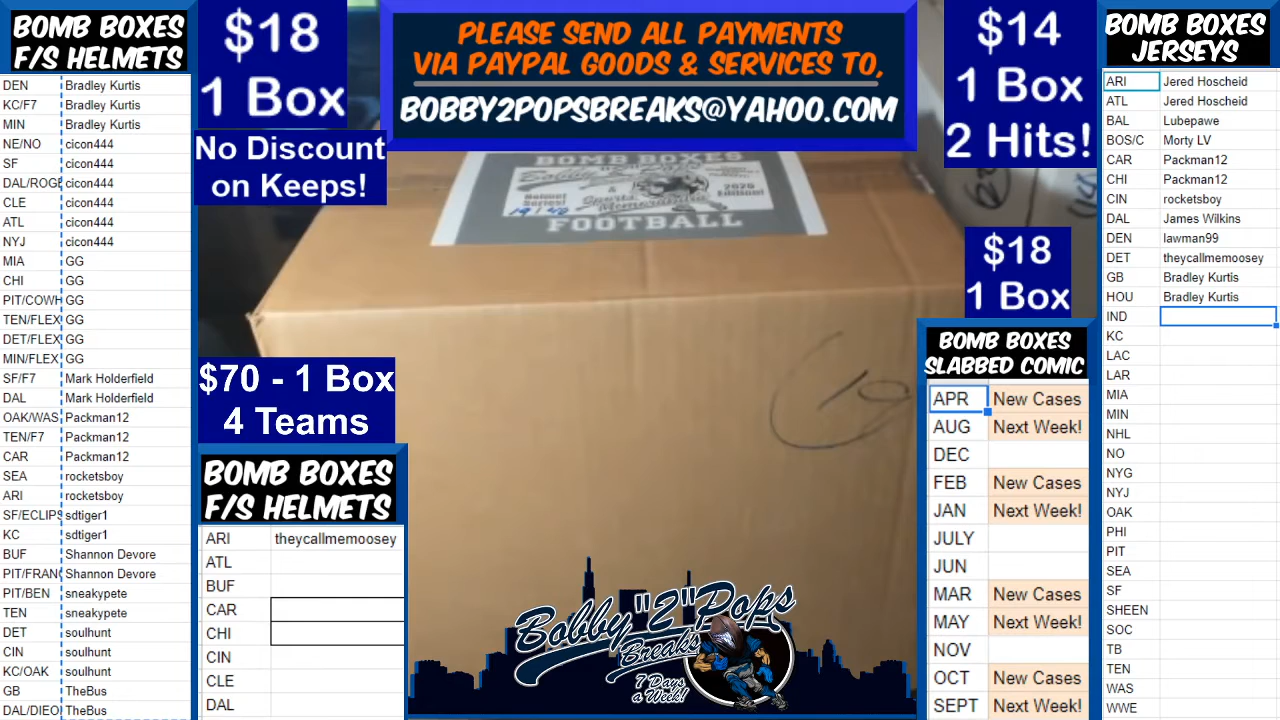 BOMB BOXES
F/S HELMETS
DEN Bradley Kurtis
KC/F7 Bradley Kurtis
MIN Bradley Kurtis
NE/NO cicon444
SF cicon444
DAL/ROGE cicon444
CLE cicon444
ATL cicon444
NYJ cicon444
MIA GG
CHI GG
PIT/COWH GG
TEN/FLEX GG
DET/FLEX GG
MIN/FLEX GG
SF/F7 Mark Holderfield
DAL Mark Holderfield
OAK/WAS Packman12
TEN/F7 Packman12
CAR Packman12
SEA rocketsboy
ARI rocketsboy
SF/ECLIPS sdtiger1
KC sdtiger1
BUF Shannon Devore
PIT/FRAN Shannon Devore
PIT/BEN sneakypete
TEN sneakypete
DET soulhunt
CIN soulhunt
KC/OAK soulhunt
GB TheBus
DAL/DIEO TheBus
$18
1 Box
No Discount
on Keeps!
$70 - 1 Box
4 Teams
BOMB BOXES
F/S HELMETS
ARI theycallmemoosey
ATL
BUF
CAR
CHI
CIN
CLE
DAL
PLEASE SEND ALL PAYMENTS
VIA PAYPAL GOODS & SERVICES TO,
BOBBY2POPSBREAKS@YAHOO.COM
BOMB BOXES
Bobby "2" Pops
Sports
Memorabilia
2020
Edition!
19/40
FOOTBALL
19
Bobby "2" Pops
Breaks
7 Days
a Week!
$14
1 Box
2 Hits!
$18
1 Box
BOMB BOXES
SLABBED COMIC
APR New Cases
AUG Next Week!
DEC
FEB New Cases
JAN Next Week!
JULY
JUN
MAR New Cases
MAY Next Week!
NOV
OCT New Cases
SEPT Next Week!
BOMB BOXES
JERSEYS
ARI Jered Hoscheid
ATL Jered Hoscheid
BAL Lubepawe
BOS/C Morty LV
CAR Packman12
CHI Packman12
CIN rocketsboy
DAL James Wilkins
DEN lawman99
DET theycallmemoosey
GB Bradley Kurtis
HOU Bradley Kurtis
IND
KC
LAC
LAR
MIA
MIN
NHL
NO
NYG
NYJ
OAK
PHI
PIT
SEA
SF
SHEEN
SOC
TB
TEN
WAS
WWE